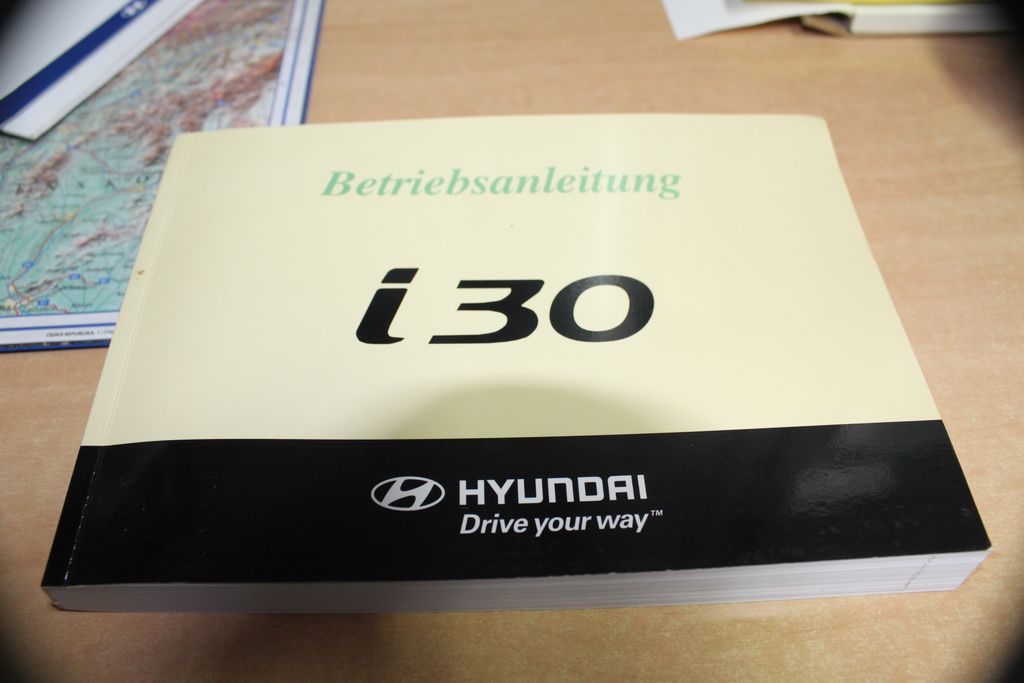 Betriebsanleitung
i30
HYUNDAI
Drive your way™